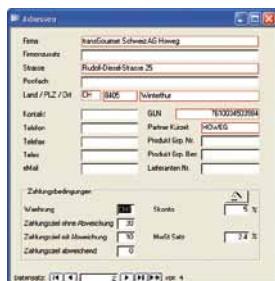 Adressen
Firma transGourmet Schweiz AG Howeg
Firmenzusatz
Strasse Rudolf-Diesel-Strasse 25
Postfach
Land / PLZ / Ort CH 8405 Winterthur
Kontakt GLN 7610034503984
Telefon Partner Kürzel HOWEG
Telefax Produkt Grp. Nr.
Telex Produkt Grp. Bez.
eMail Lieferanten Nr.
Zahlungsbedingungen
Waehrung Skonto 5 %
Zahlungsziel ohne Abweichung 30
Zahlungsziel mit Abweichung 10 MwSt Satz 2.4 %
Zahlungsziel abweichend 0
Datensatz: 2 von 4